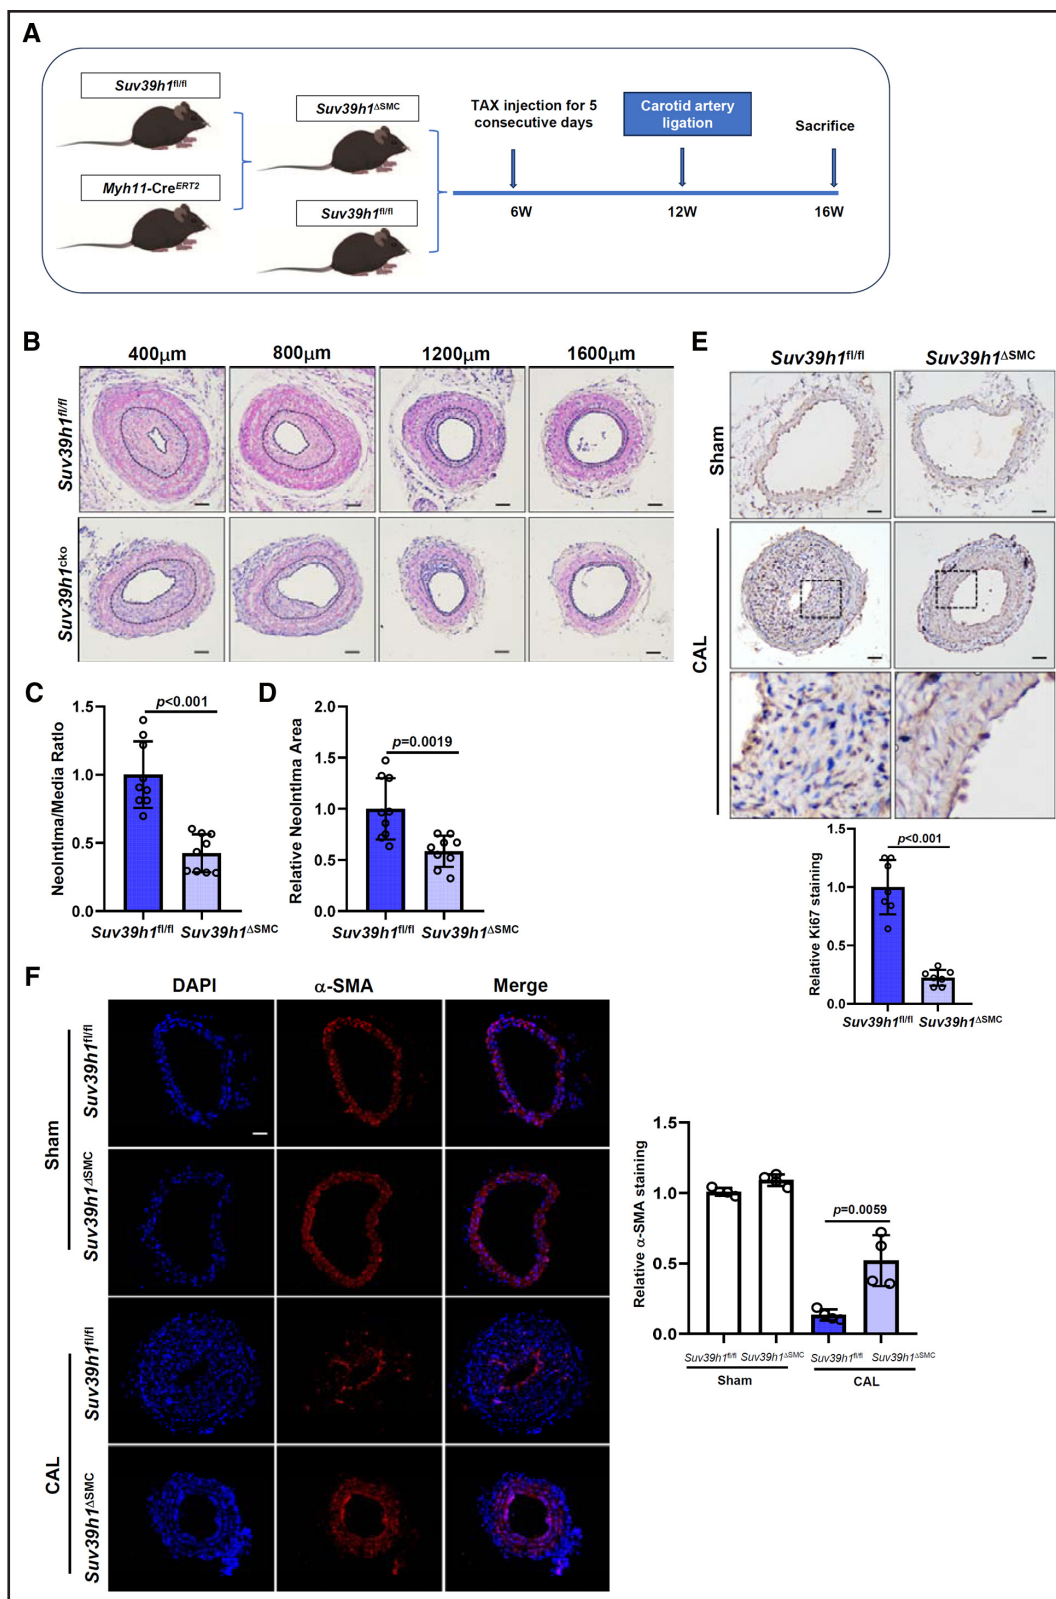 A
Suv39h1fl/fl
Myh11-CreERT2
Suv39h1ΔSMC
Suv39h1fl/fl
TAX injection for 5
consecutive days
Carotid artery
ligation
Sacrifice
6W
12W
16W
B
400μm
800μm
1200μm
1600μm
Suv39h1fl/fl
Suv39h1cko
C
NeoIntIma/Media Ratio
1.5
1.0
0.5
0.0
p<0.001
Suv39h1fl/fl
Suv39h1ΔSMC
D
Relative NeoIntima Area
2.0
1.5
1.0
0.5
0.0
p=0.0019
Suv39h1fl/fl
Suv39h1ΔSMC
E
Suv39h1fl/fl
Suv39h1ΔSMC
Sham
CAL
Relative Ki67 staining
1.5
1.0
0.5
0.0
p<0.001
Suv39h1fl/fl
Suv39h1ΔSMC
F
DAPI
α-SMA
Merge
Sham
Suv39h1fl/fl
Suv39h1ΔSMC
CAL
Suv39h1fl/fl
Suv39h1ΔSMC
Relative α-SMA staining
1.5
1.0
0.5
0.0
p=0.0059
Suv39h1fl/fl
Suv39h1ΔSMC
Suv39h1fl/fl
Suv39h1ΔSMC
Sham
CAL